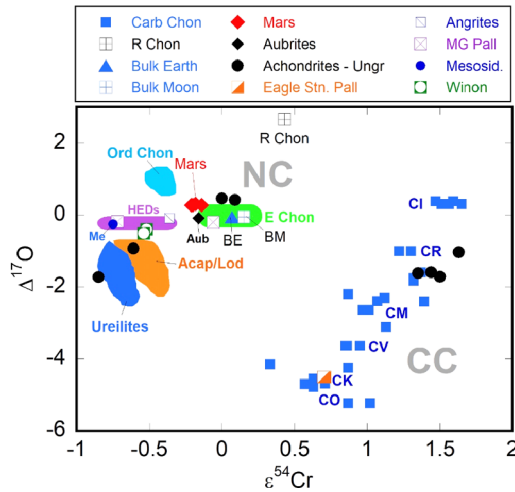 Carb Chon Mars Angrites
R Chon Aubrites MG Pall
Bulk Earth Achondrites - Ungr Mesosid.
Bulk Moon Eagle Stn. Pall Winon
R Chon
NC
Ord Chon
Mars
HEDs
E Chon
Me
Aub
BE
BM
Acap/Lod
Ureilites
CI
CR
CM
CV
CC
CK
CO
2
0
-2
-4
-6
Δ¹⁷O
-1 -0.5 0 0.5 1 1.5 2
ε⁵⁴Cr